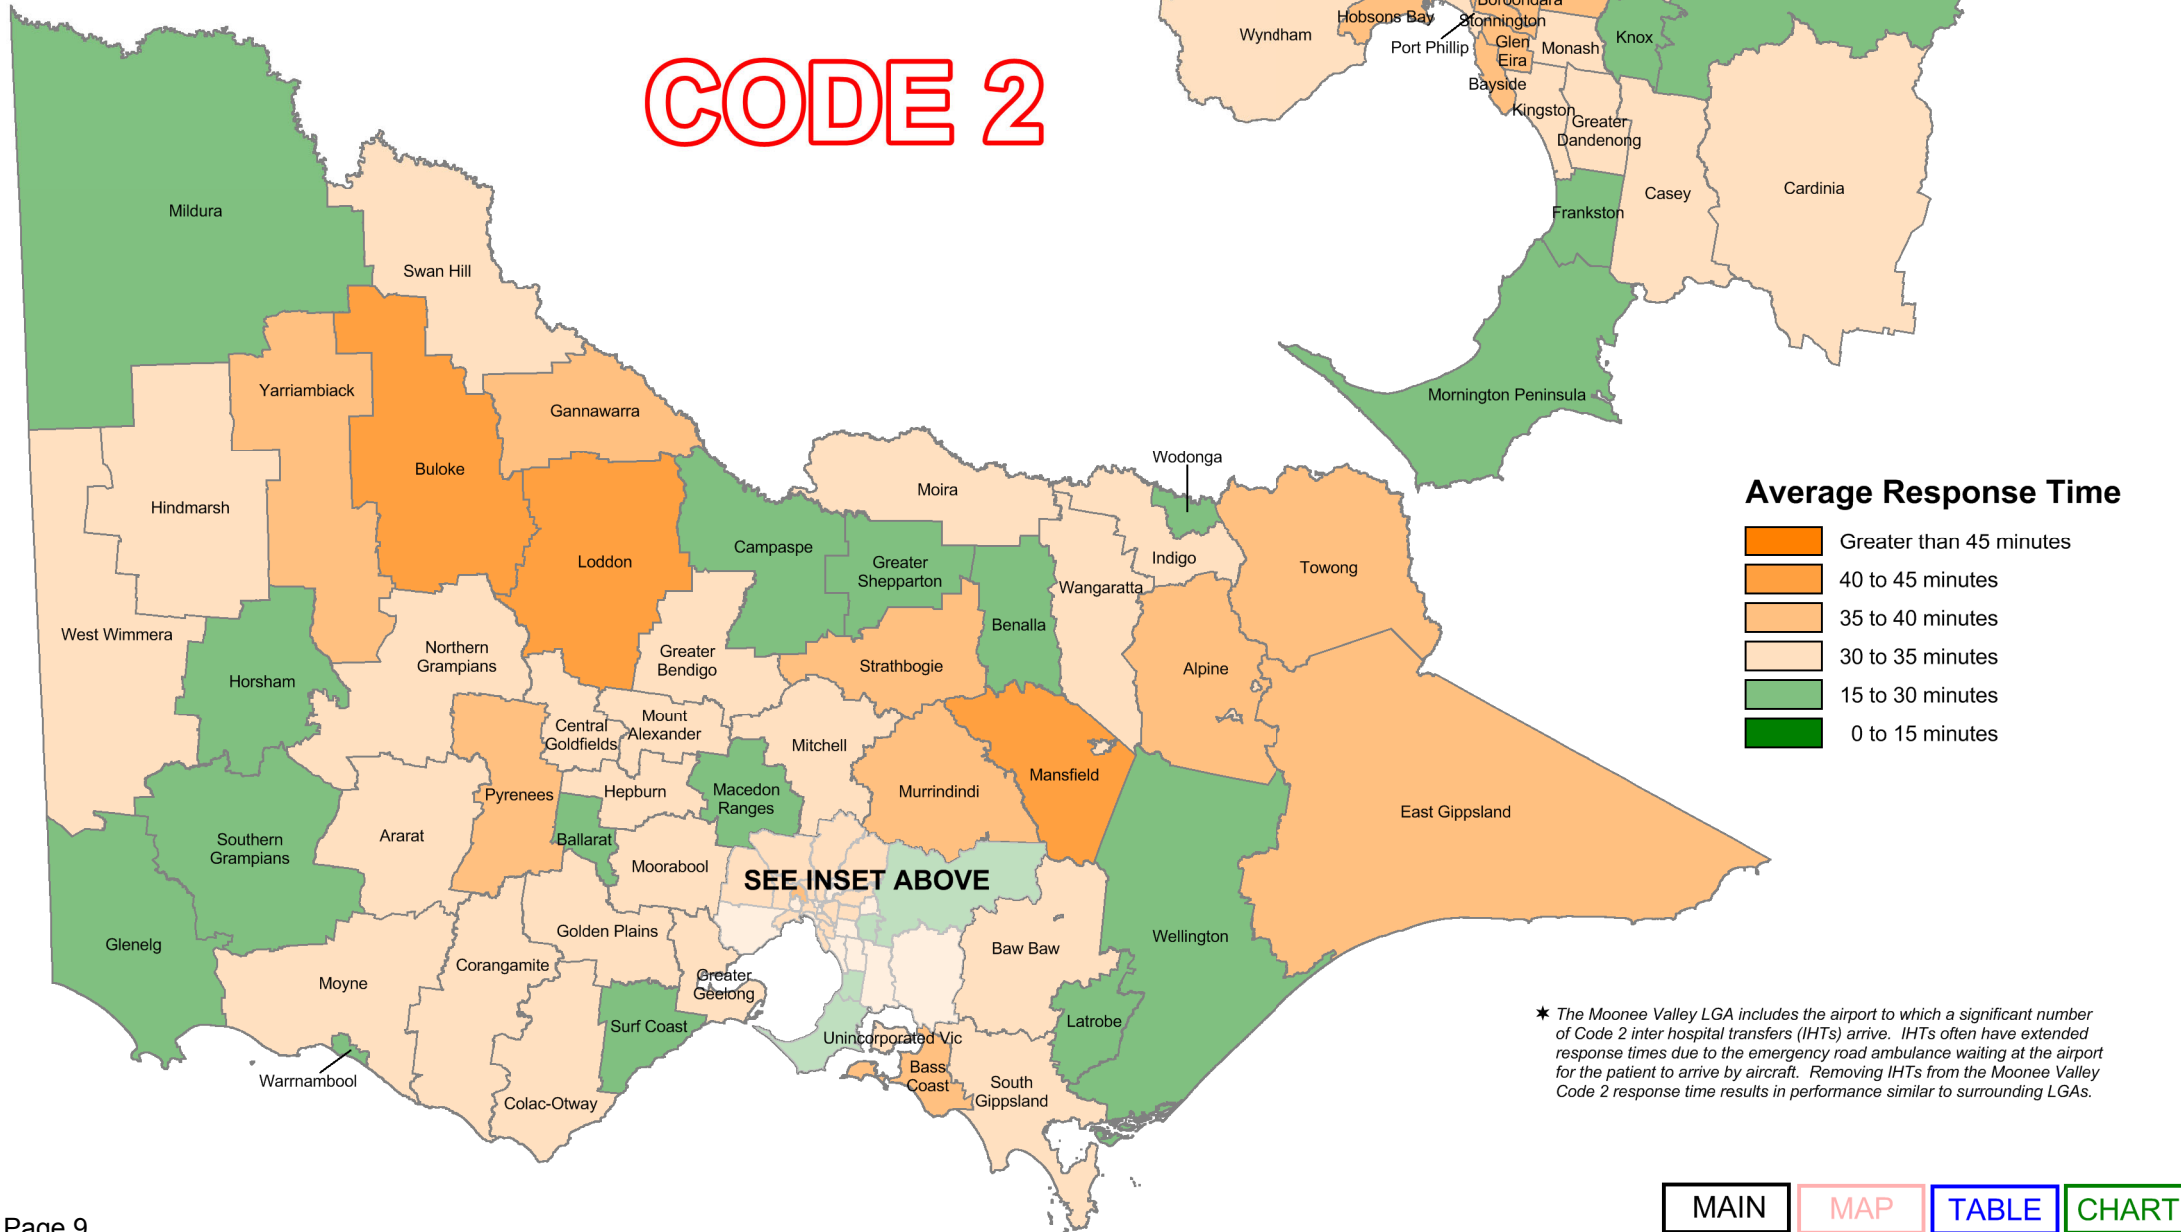 Boroondara
Hobsons Bay
Stonnington
Wyndham
Port Phillip
Glen
Eira
Monash
Knox
Bayside
Kingston
Greater
Dandenong
Casey
Cardinia
Frankston
Mornington Peninsula
CODE 2
Mildura
Swan Hill
Yarriambiack
Gannawarra
Buloke
Hindmarsh
Loddon
Moira
Wodonga
Campaspe
Greater
Shepparton
Indigo
Wangaratta
Towong
Benalla
West Wimmera
Horsham
Northern
Grampians
Greater
Bendigo
Strathbogie
Alpine
Central
Goldfields
Mount
Alexander
Mitchell
Mansfield
Murrindindi
Pyrenees
Hepburn
Macedon
Ranges
East Gippsland
Southern
Grampians
Ararat
Ballarat
Moorabool
SEE INSET ABOVE
Glenelg
Golden Plains
Wellington
Baw Baw
Corangamite
Moyne
Greater
Geelong
Surf Coast
Latrobe
Unincorporated Vic
Warrnambool
Bass
Coast
South
Gippsland
Colac-Otway
Average Response Time
Greater than 45 minutes
40 to 45 minutes
35 to 40 minutes
30 to 35 minutes
15 to 30 minutes
0 to 15 minutes
★ The Moonee Valley LGA includes the airport to which a significant number
of Code 2 inter hospital transfers (IHTs) arrive. IHTs often have extended
response times due to the emergency road ambulance waiting at the airport
for the patient to arrive by aircraft. Removing IHTs from the Moonee Valley
Code 2 response time results in performance similar to surrounding LGAs.
MAIN MAP TABLE CHART
Page 9